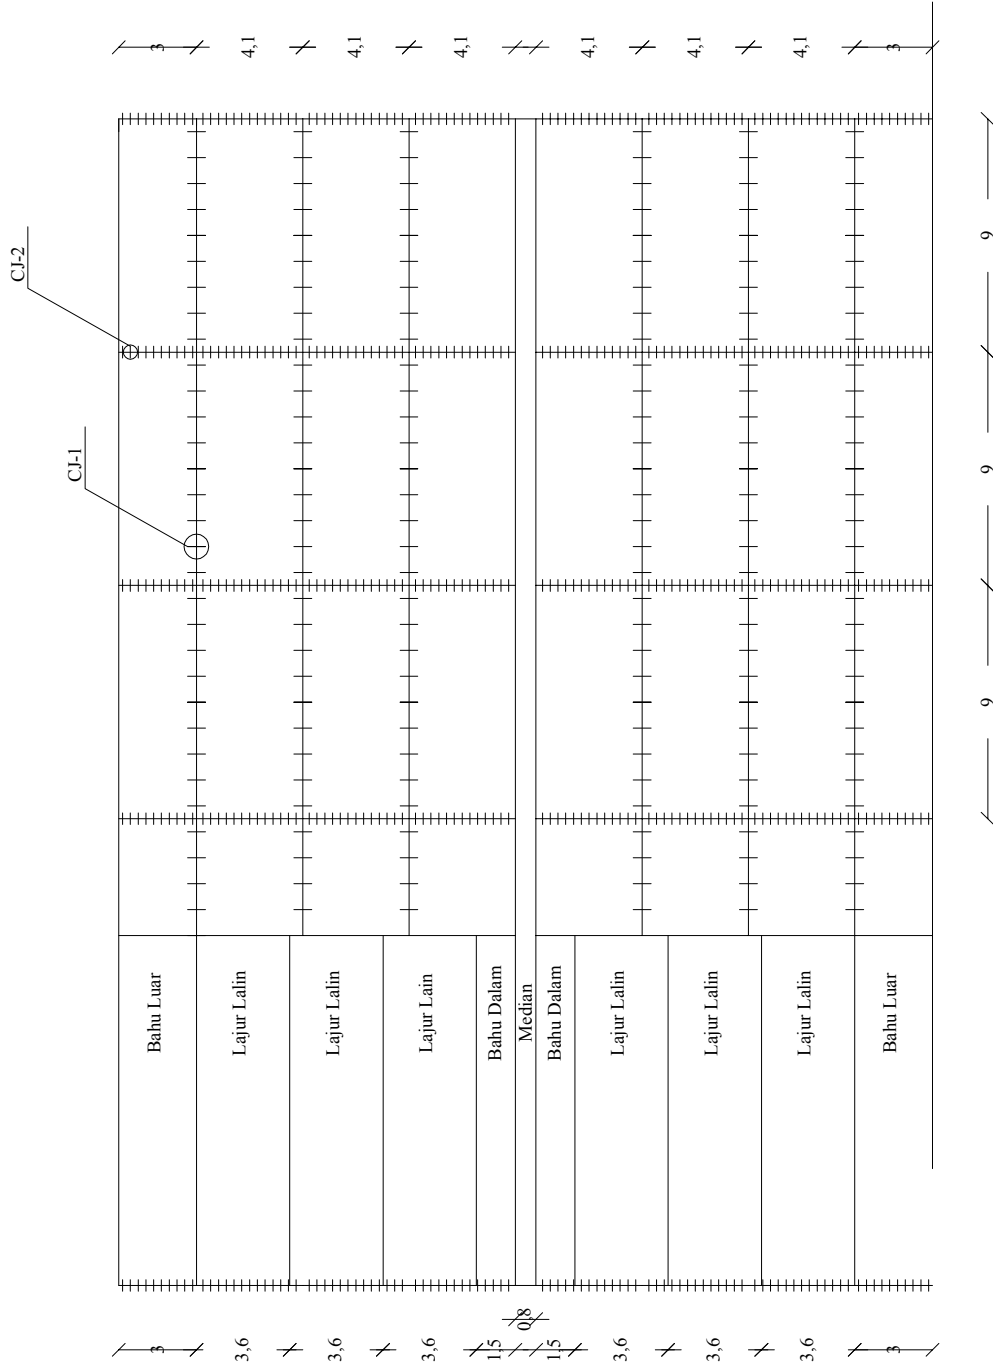 3
4,1
4,1
4,1
4,1
4,1
4,1
3
CJ-2
CJ-1
9
9
9
Bahu Luar
Lajur Lalin
Lajur Lalin
Lajur Lain
Bahu Dalam
Median
Bahu Dalam
Lajur Lalin
Lajur Lalin
Lajur Lalin
Bahu Luar
0,8
3
3,6
3,6
3,6
1,5
1,5
3,6
3,6
3,6
3